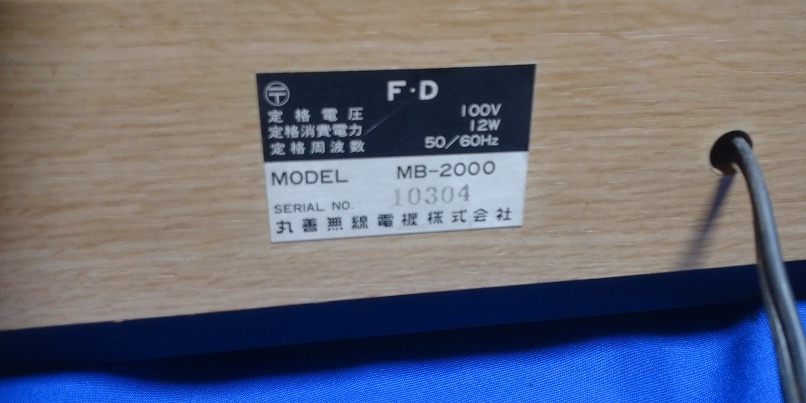 〒 F・D
定格電圧 100V
定格消費電力 12W
定格周波数 50/60Hz
MODEL MB-2000
SERIAL NO. 10304
丸善無線電機様式会社